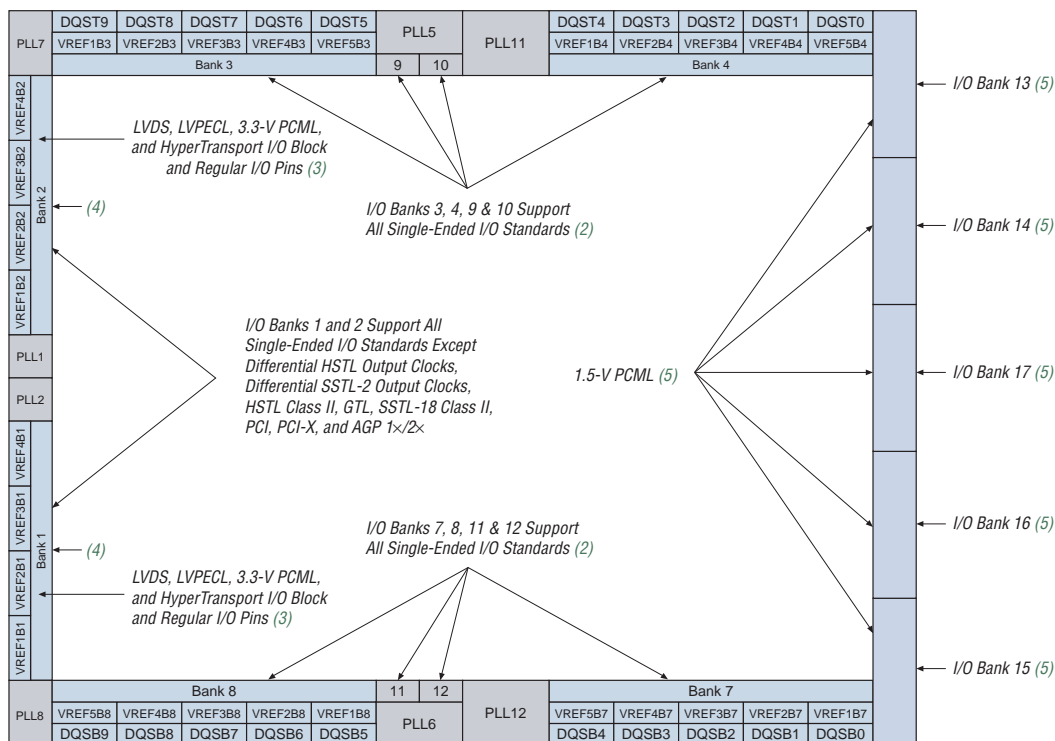 PLL7
DQST9 DQST8 DQST7 DQST6 DQST5
VREF1B3 VREF2B3 VREF3B3 VREF4B3 VREF5B3
Bank 3
PLL5
9 10
PLL11
DQST4 DQST3 DQST2 DQST1 DQST0
VREF1B4 VREF2B4 VREF3B4 VREF4B4 VREF5B4
Bank 4
VREF4B2
VREF3B2
VREF2B2
VREF1B2
Bank 2
LVDS, LVPECL, 3.3-V PCML,
and HyperTransport I/O Block
and Regular I/O Pins (3)
(4)
I/O Banks 3, 4, 9 & 10 Support
All Single-Ended I/O Standards (2)
I/O Bank 13 (5)
I/O Bank 14 (5)
PLL1
PLL2
I/O Banks 1 and 2 Support All
Single-Ended I/O Standards Except
Differential HSTL Output Clocks,
Differential SSTL-2 Output Clocks,
HSTL Class II, GTL, SSTL-18 Class II,
PCI, PCI-X, and AGP 1×/2×
1.5-V PCML (5)
I/O Bank 17 (5)
VREF4B1
VREF3B1
VREF2B1
VREF1B1
Bank 1
(4)
I/O Banks 7, 8, 11 & 12 Support
All Single-Ended I/O Standards (2)
I/O Bank 16 (5)
LVDS, LVPECL, 3.3-V PCML,
and HyperTransport I/O Block
and Regular I/O Pins (3)
I/O Bank 15 (5)
PLL8
Bank 8
VREF5B8 VREF4B8 VREF3B8 VREF2B8 VREF1B8
DQSB9 DQSB8 DQSB7 DQSB6 DQSB5
11 12
PLL6
PLL12
Bank 7
VREF5B7 VREF4B7 VREF3B7 VREF2B7 VREF1B7
DQSB4 DQSB3 DQSB2 DQSB1 DQSB0